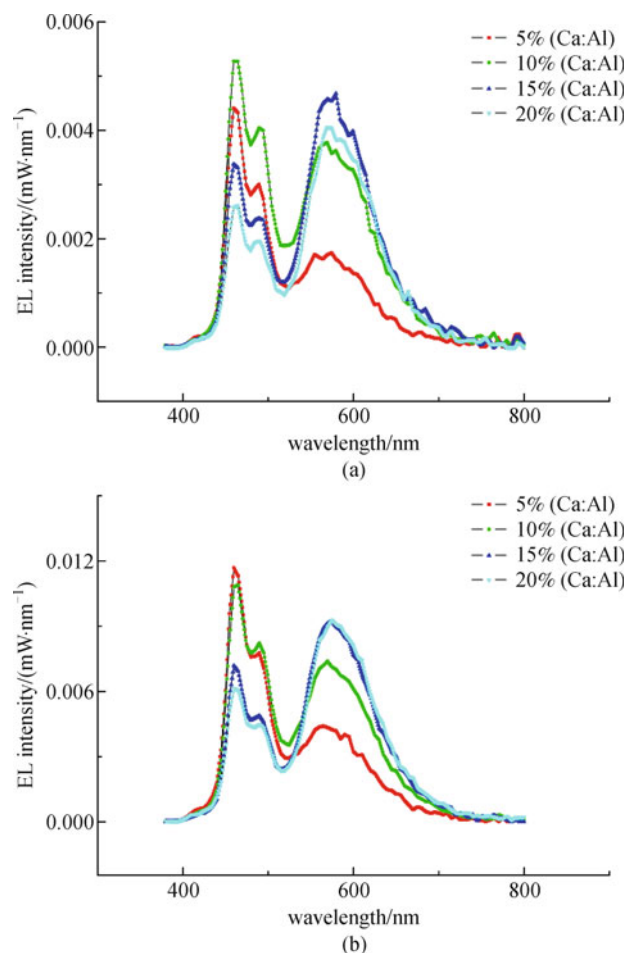 0.006
0.004
0.002
0.000
EL intensity/(mW·nm⁻¹)
5% (Ca:Al)
10% (Ca:Al)
15% (Ca:Al)
20% (Ca:Al)
400
600
800
wavelength/nm
(a)
0.012
0.006
0.000
EL intensity/(mW·nm⁻¹)
5% (Ca:Al)
10% (Ca:Al)
15% (Ca:Al)
20% (Ca:Al)
400
600
800
wavelength/nm
(b)